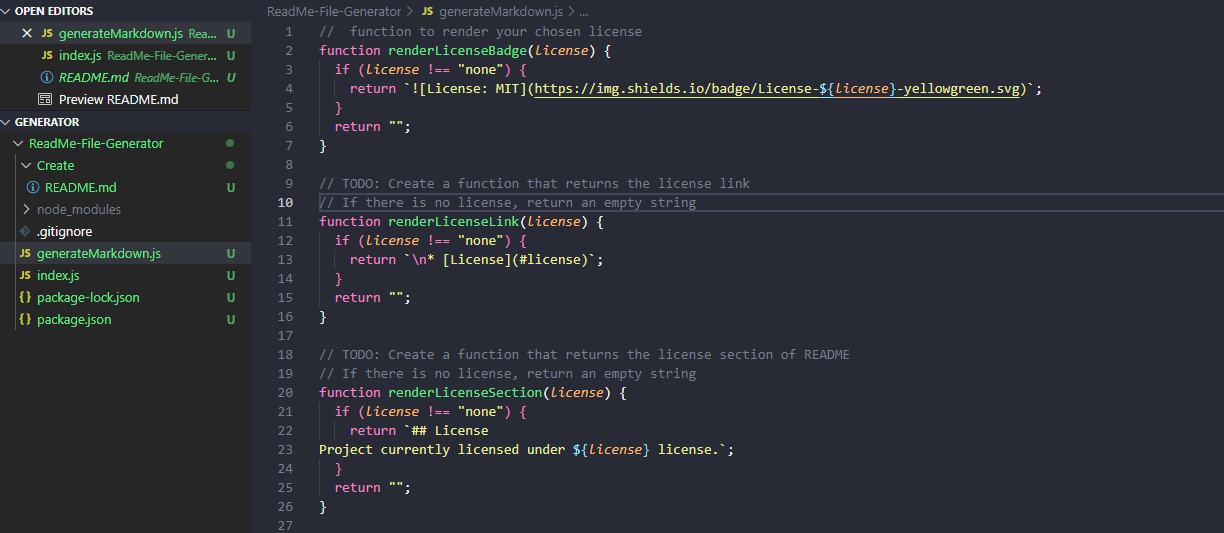 OPEN EDITORS
JS generateMarkdown.js Rea... U
JS index.js ReadMe-File-Gener... U
README.md ReadMe-File-G... U
Preview README.md
GENERATOR
ReadMe-File-Generator
Create
README.md U
node_modules
.gitignore
JS generateMarkdown.js U
JS index.js U
{} package-lock.json U
{} package.json U
ReadMe-File-Generator > JS generateMarkdown.js > ...
1 //  function to render your chosen license
2 function renderLicenseBadge(license) {
3   if (license !== "none") {
4     return `![License: MIT](https://img.shields.io/badge/License-${license}-yellowgreen.svg)`;
5   }
6   return "";
7 }
8
9 // TODO: Create a function that returns the license link
10 // If there is no license, return an empty string
11 function renderLicenseLink(license) {
12   if (license !== "none") {
13     return `\n* [License](#license)`;
14   }
15   return "";
16 }
17
18 // TODO: Create a function that returns the license section of README
19 // If there is no license, return an empty string
20 function renderLicenseSection(license) {
21   if (license !== "none") {
22     return `## License
23 Project currently licensed under ${license} license.`;
24   }
25   return "";
26 }
27